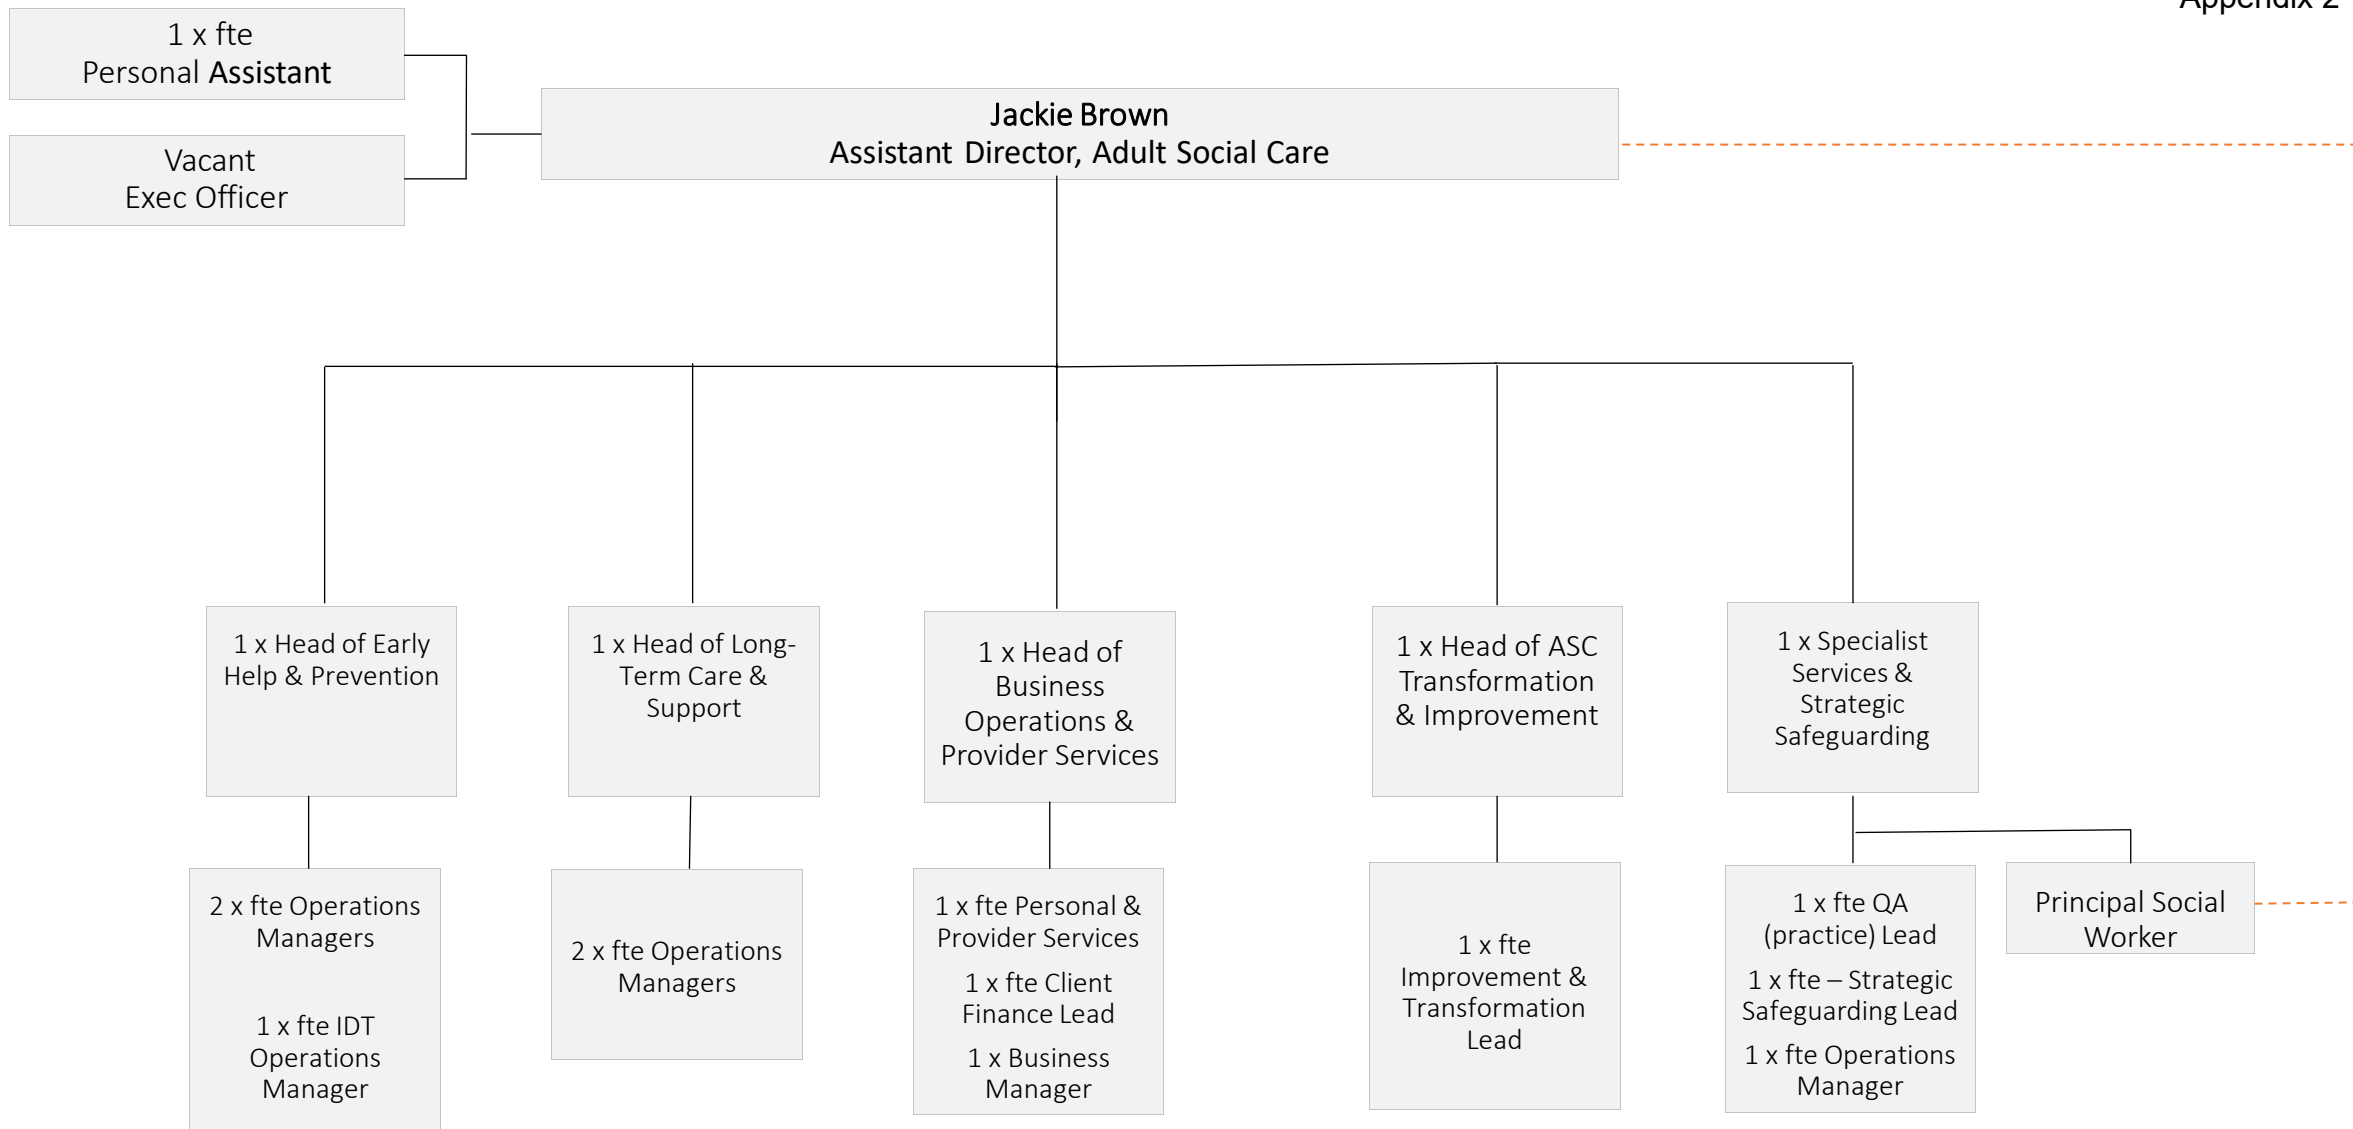 Appendix 2
1 x fte
Personal Assistant
Vacant
Exec Officer
Jackie Brown
Assistant Director, Adult Social Care
1 x Head of Early
Help & Prevention
1 x Head of Long-
Term Care &
Support
1 x Head of
Business
Operations &
Provider Services
1 x Head of ASC
Transformation
& Improvement
1 x Specialist
Services &
Strategic
Safeguarding
2 x fte Operations
Managers
1 x fte IDT
Operations
Manager
2 x fte Operations
Managers
1 x fte Personal &
Provider Services
1 x fte Client
Finance Lead
1 x Business
Manager
1 x fte
Improvement &
Transformation
Lead
1 x fte QA
(practice) Lead
1 x fte – Strategic
Safeguarding Lead
1 x fte Operations
Manager
Principal Social
Worker